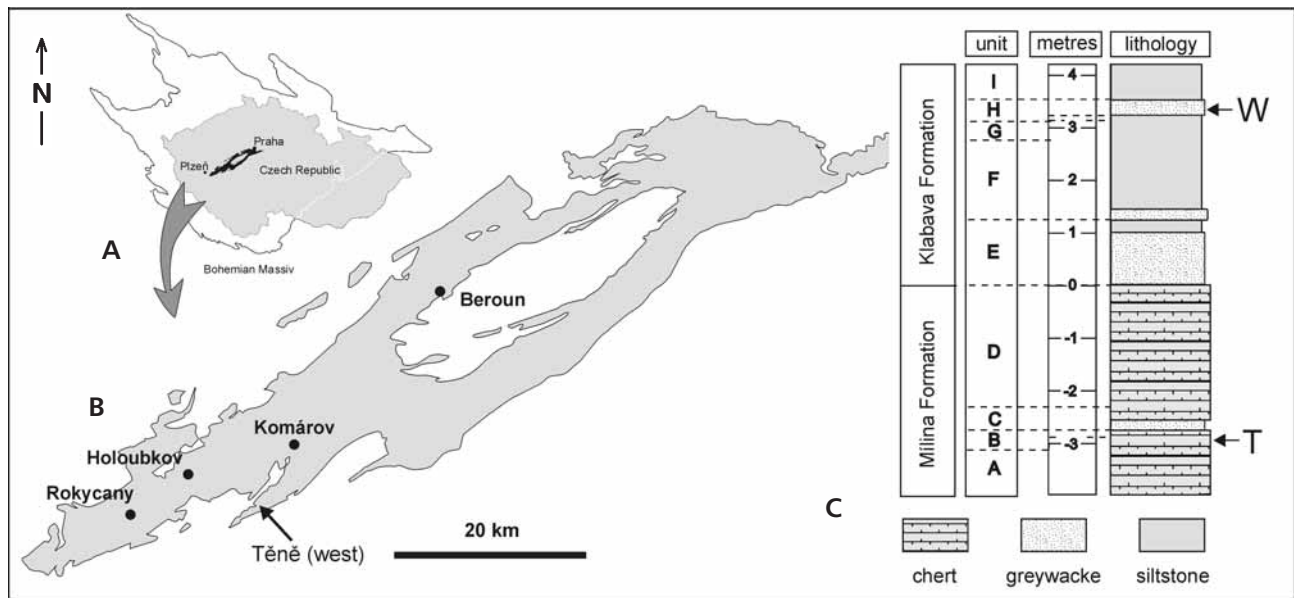 N
Praha
Plzeň
Czech Republic
A
Bohemian Massiv
B
Beroun
Komárov
Holoubkov
Rokycany
Těně (west)
20 km
C
unit metres lithology
Klabava Formation
Milina Formation
I
H
G
F
E
D
C
B
A
4
3
2
1
0
-1
-2
-3
W
T
chert greywacke siltstone